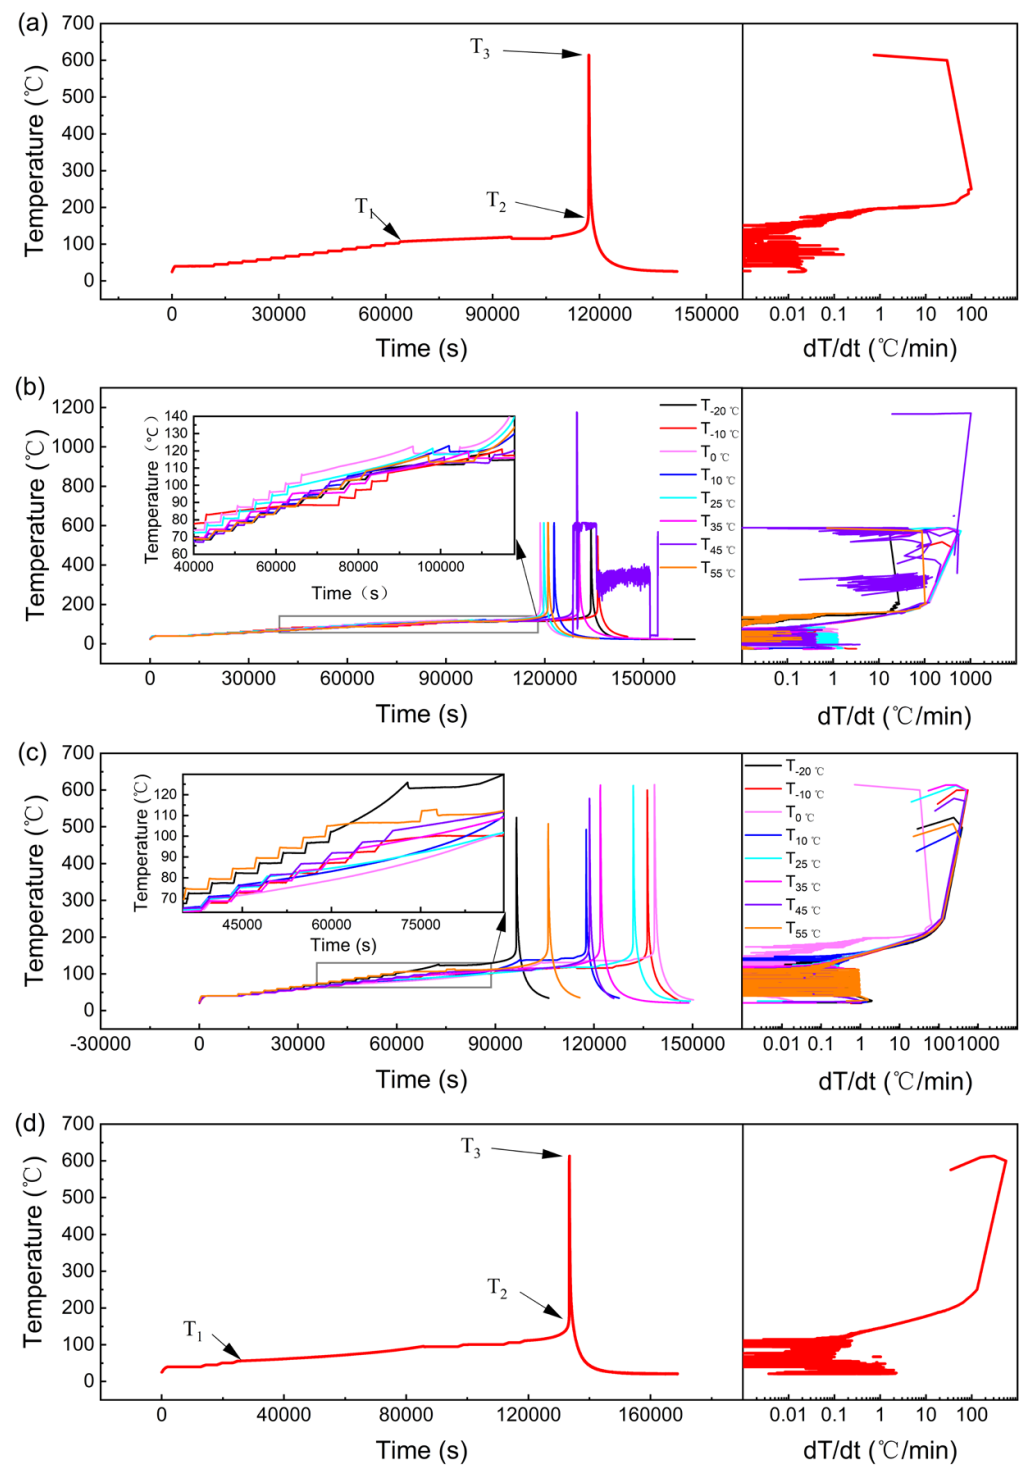 (a)
700
600
500
400
300
200
100
0
Temperature (℃)
T3
T2
T1
0 30000 60000 90000 120000 150000
Time (s)
0.01 0.1 1 10 100
dT/dt (℃/min)
(b)
1200
1000
800
600
400
200
0
Temperature (℃)
140
130
120
110
100
90
80
70
60
Temperature (℃)
40000 60000 80000 100000
Time (s)
T-20 ℃
T-10 ℃
T0 ℃
T10 ℃
T25 ℃
T35 ℃
T45 ℃
T55 ℃
0 30000 60000 90000 120000 150000
Time (s)
0.1 1 10 100 1000
dT/dt (℃/min)
(c)
700
600
500
400
300
200
100
0
Temperature (℃)
120
110
100
90
80
70
Temperature (℃)
45000 60000 75000
Time (s)
T-20 ℃
T-10 ℃
T0 ℃
T10 ℃
T25 ℃
T35 ℃
T45 ℃
T55 ℃
-30000 0 30000 60000 90000 120000 150000
Time (s)
0.01 0.1 1 10 1001000
dT/dt (℃/min)
(d)
700
600
500
400
300
200
100
0
Temperature (℃)
T3
T2
T1
0 40000 80000 120000 160000
Time (s)
0.01 0.1 1 10 100
dT/dt (℃/min)